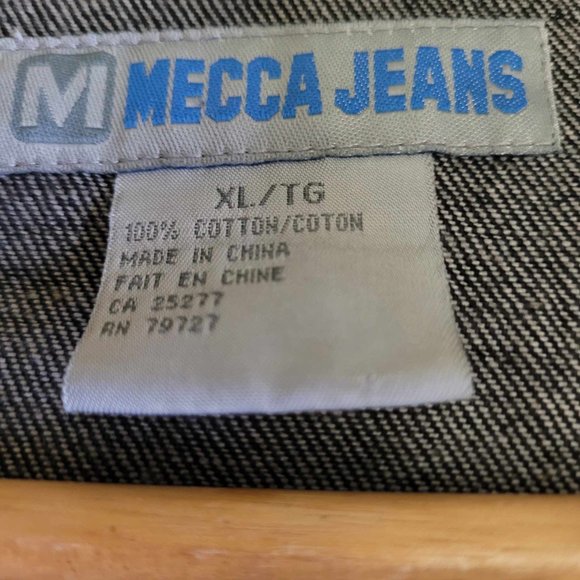 M MECCA JEANS
XL/TG
100% COTTON/COTON
MADE IN CHINA
FAIT EN CHINE
CA 25277
RN 79727